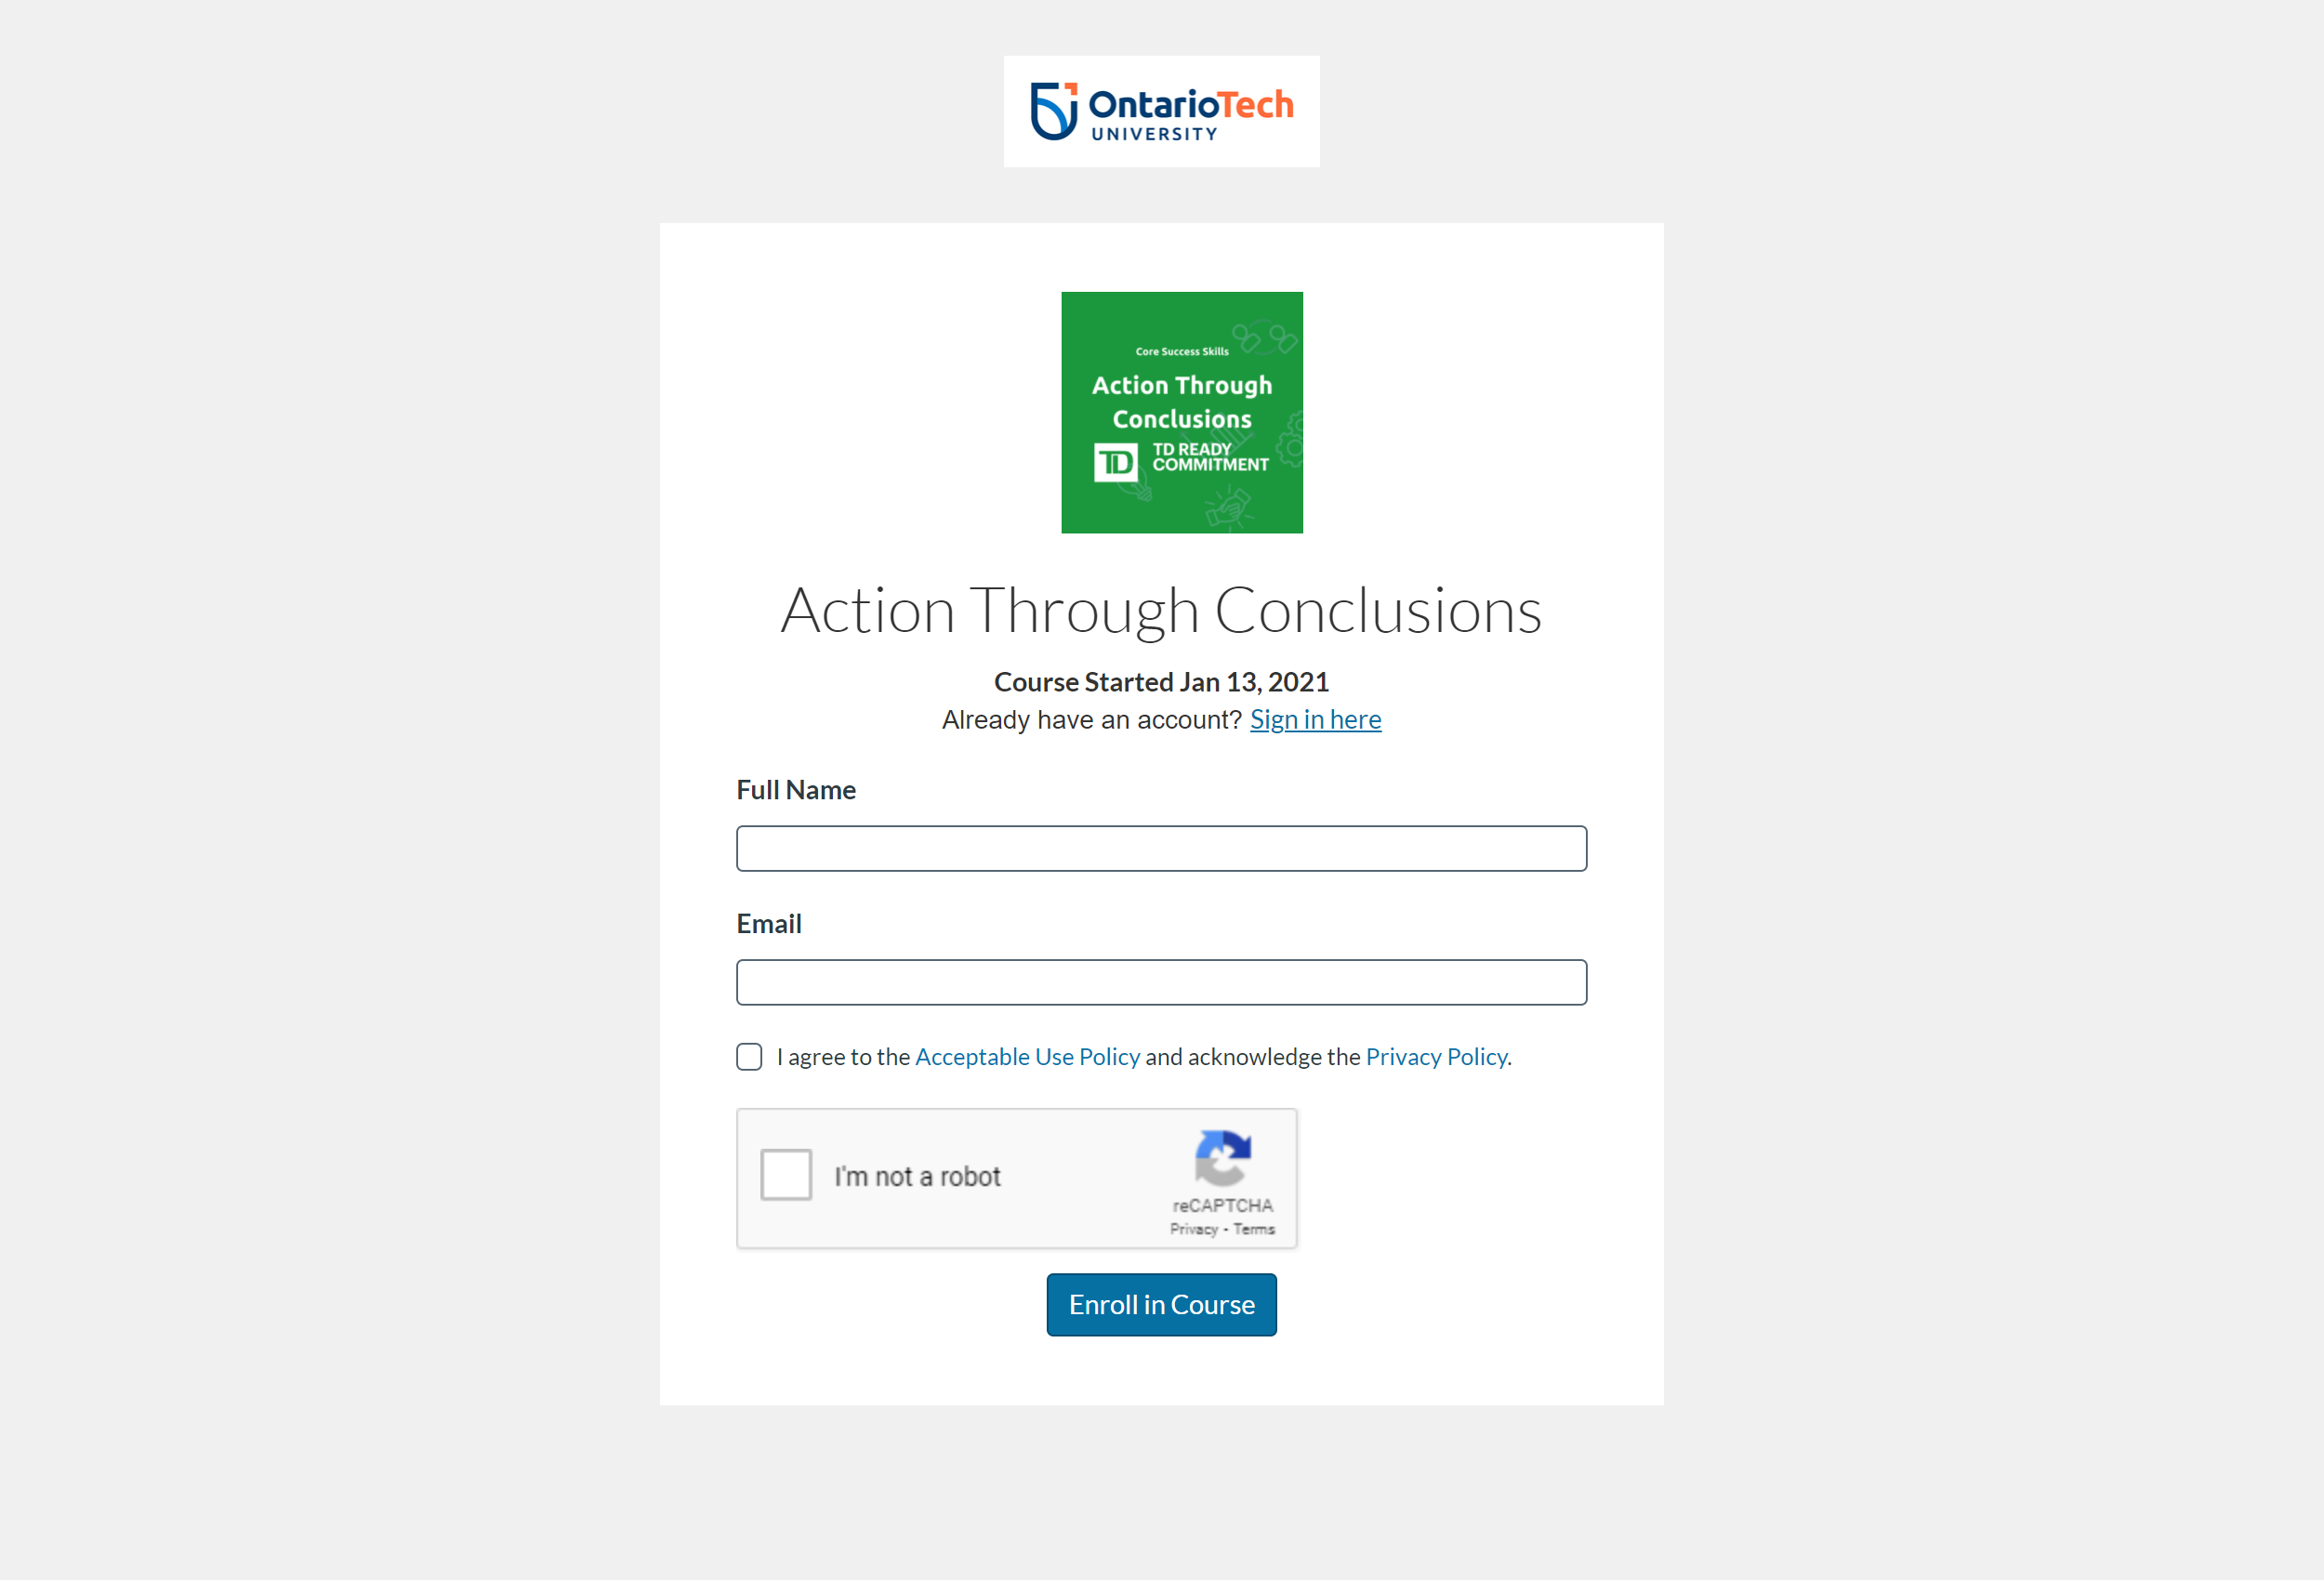 OntarioTech
UNIVERSITY
Core Success Skills
Action Through
Conclusions
TD
TD READY
COMMITMENT
Action Through Conclusions
Course Started Jan 13, 2021
Already have an account? Sign in here
Full Name
Email
I agree to the Acceptable Use Policy and acknowledge the Privacy Policy.
I'm not a robot
reCAPTCHA
Privacy - Terms
Enroll in Course